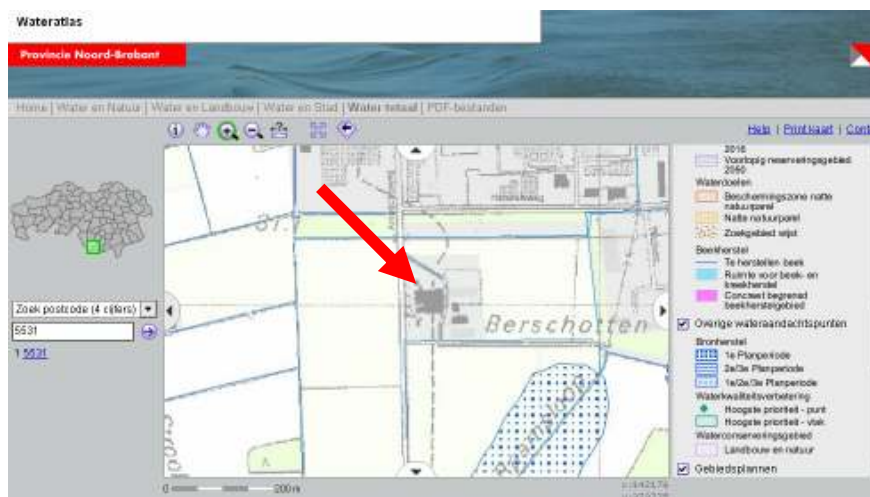 Wateratlas
Provincie Noord-Brabant
Home | Water en Natuur | Water en Landbouw | Water en Stad | Water totaal | PDF-bestanden
Help | Print kaart | Cont
2016
Voorlopig reserveringsgebied
2050
Waterdoelen
Beschermingszone natte
natuurparel
Natte natuurparel
Zoekgebied wijst
Beekherstel
Te herstellen beek
Ruimte voor beek- en
kreekherstel
Concreet begrensd
beekherstelgebied
Overige wateraandachtspunten
Bronherstel
1e Planperiode
2e/3e Planperiode
1e/2e/3e Planperiode
Waterkwaliteitsverbetering
Hoogste prioriteit - punt
Hoogste prioriteit - vlak
Waterconserveringsgebied
Landbouw en natuur
Gebiedsplannen
Zoek postcode (4 cijfers)
5531
1 5531
Berschotten
Raamsloop
0
200m